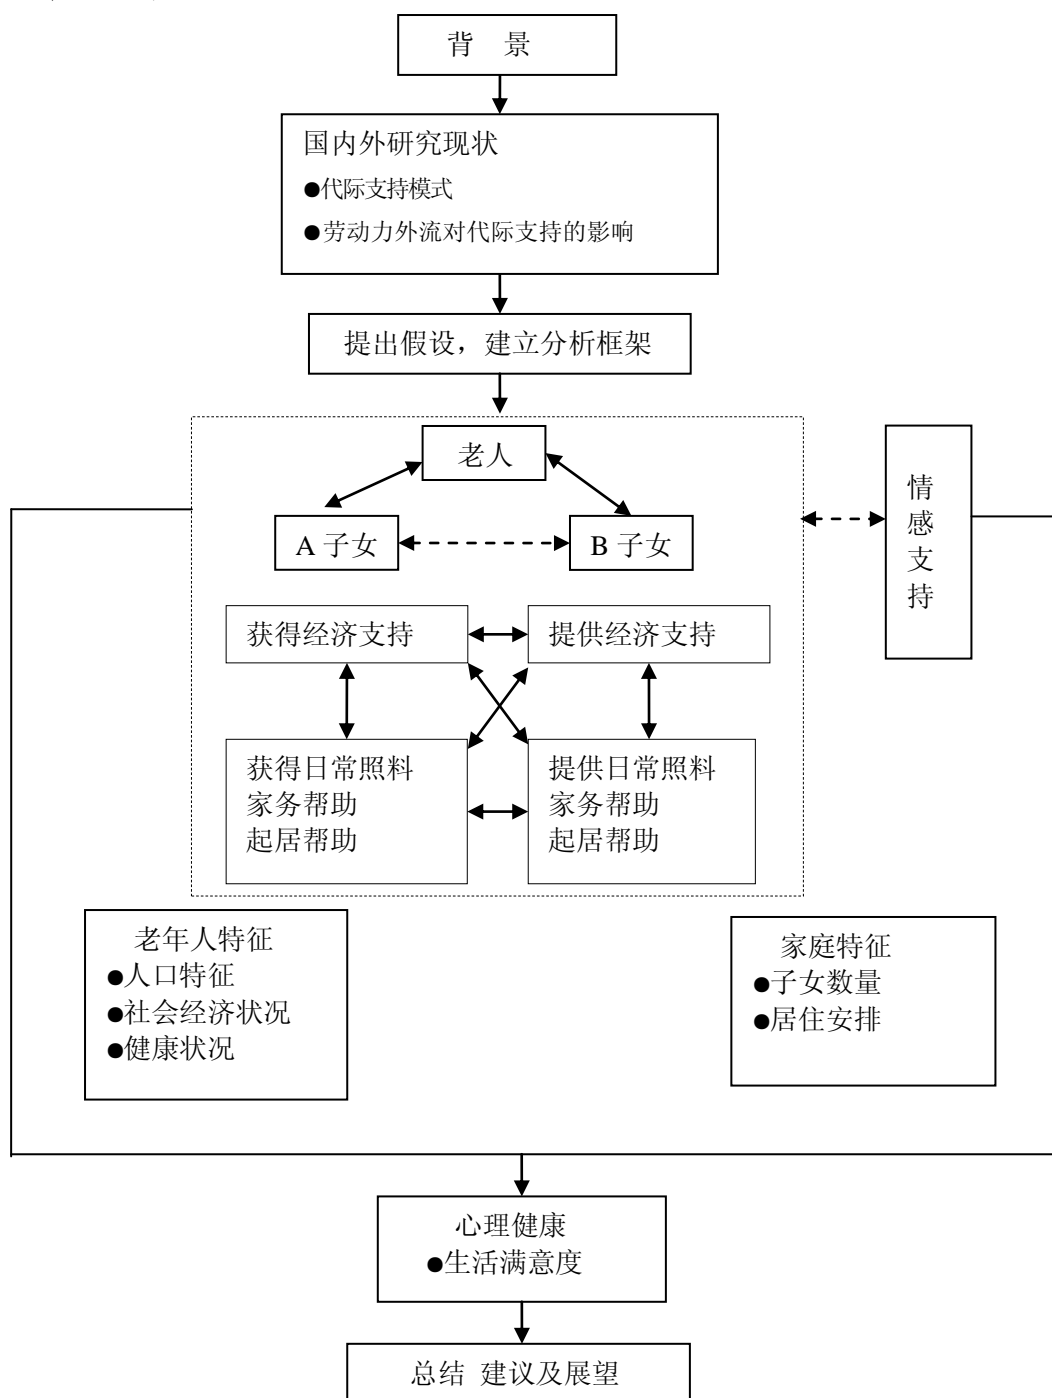 背 景
国内外研究现状
●代际支持模式
●劳动力外流对代际支持的影响
提出假设，建立分析框架
老人
A 子女
B 子女
情
感
支
持
获得经济支持
提供经济支持
获得日常照料
家务帮助
起居帮助
提供日常照料
家务帮助
起居帮助
老年人特征
●人口特征
●社会经济状况
●健康状况
家庭特征
●子女数量
●居住安排
心理健康
●生活满意度
总结 建议及展望